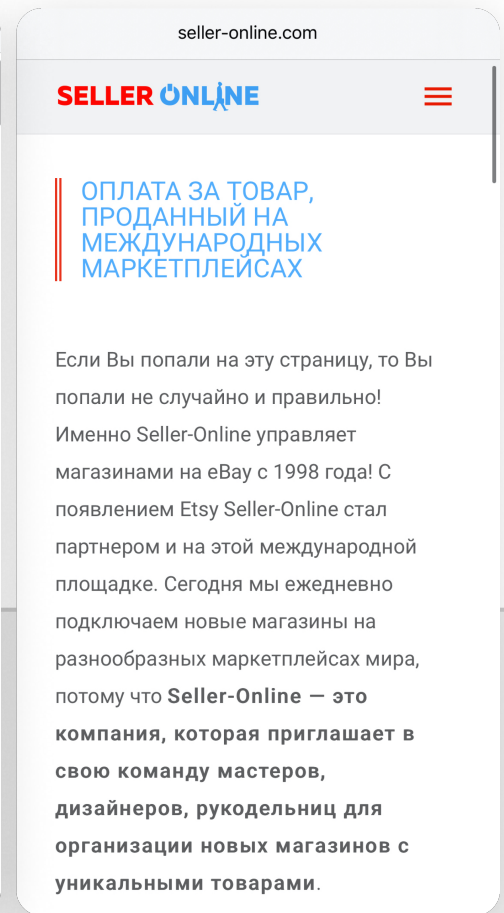 seller-online.com
SELLER ONLINE
ОПЛАТА ЗА ТОВАР,
ПРОДАННЫЙ НА
МЕЖДУНАРОДНЫХ
МАРКЕТПЛЕЙСАХ
Если Вы попали на эту страницу, то Вы
попали не случайно и правильно!
Именно Seller-Online управляет
магазинами на eBay с 1998 года! С
появлением Etsy Seller-Online стал
партнером и на этой международной
площадке. Сегодня мы ежедневно
подключаем новые магазины на
разнообразных маркетплейсах мира,
потому что Seller-Online — это
компания, которая приглашает в
свою команду мастеров,
дизайнеров, рукодельниц для
организации новых магазинов с
уникальными товарами.